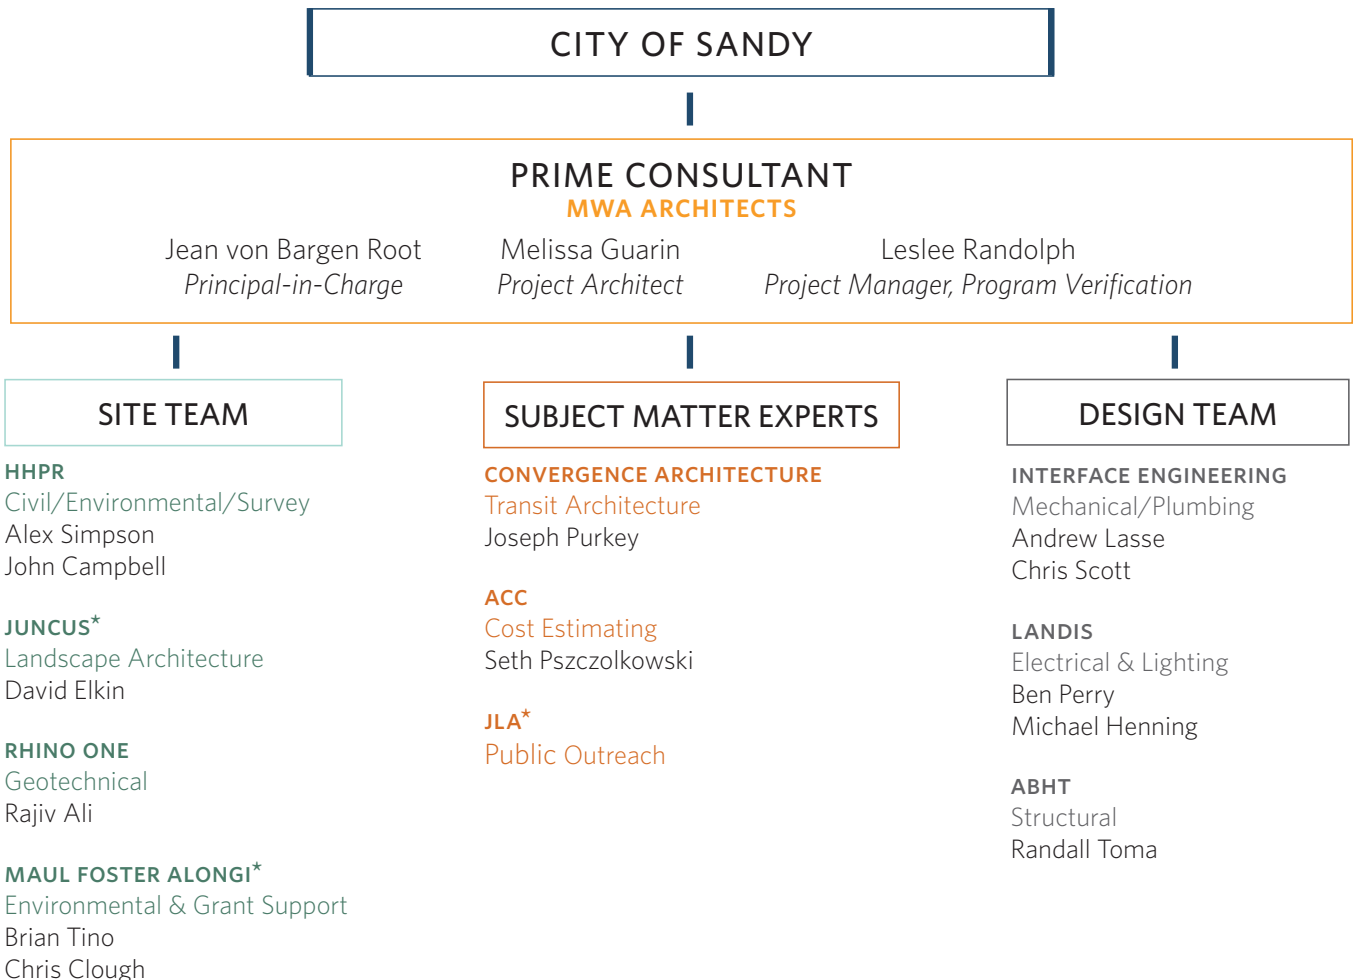 CITY OF SANDY
PRIME CONSULTANT
MWA ARCHITECTS
Jean von Bargen Root
Principal-in-Charge
Melissa Guarin
Project Architect
Leslee Randolph
Project Manager, Program Verification
SITE TEAM
HHPR
Civil/Environmental/Survey
Alex Simpson
John Campbell
JUNCUS*
Landscape Architecture
David Elkin
RHINO ONE
Geotechnical
Rajiv Ali
MAUL FOSTER ALONGI*
Environmental & Grant Support
Brian Tino
Chris Clough
SUBJECT MATTER EXPERTS
CONVERGENCE ARCHITECTURE
Transit Architecture
Joseph Purkey
ACC
Cost Estimating
Seth Pszczolkowski
JLA*
Public Outreach
DESIGN TEAM
INTERFACE ENGINEERING
Mechanical/Plumbing
Andrew Lasse
Chris Scott
LANDIS
Electrical & Lighting
Ben Perry
Michael Henning
ABHT
Structural
Randall Toma